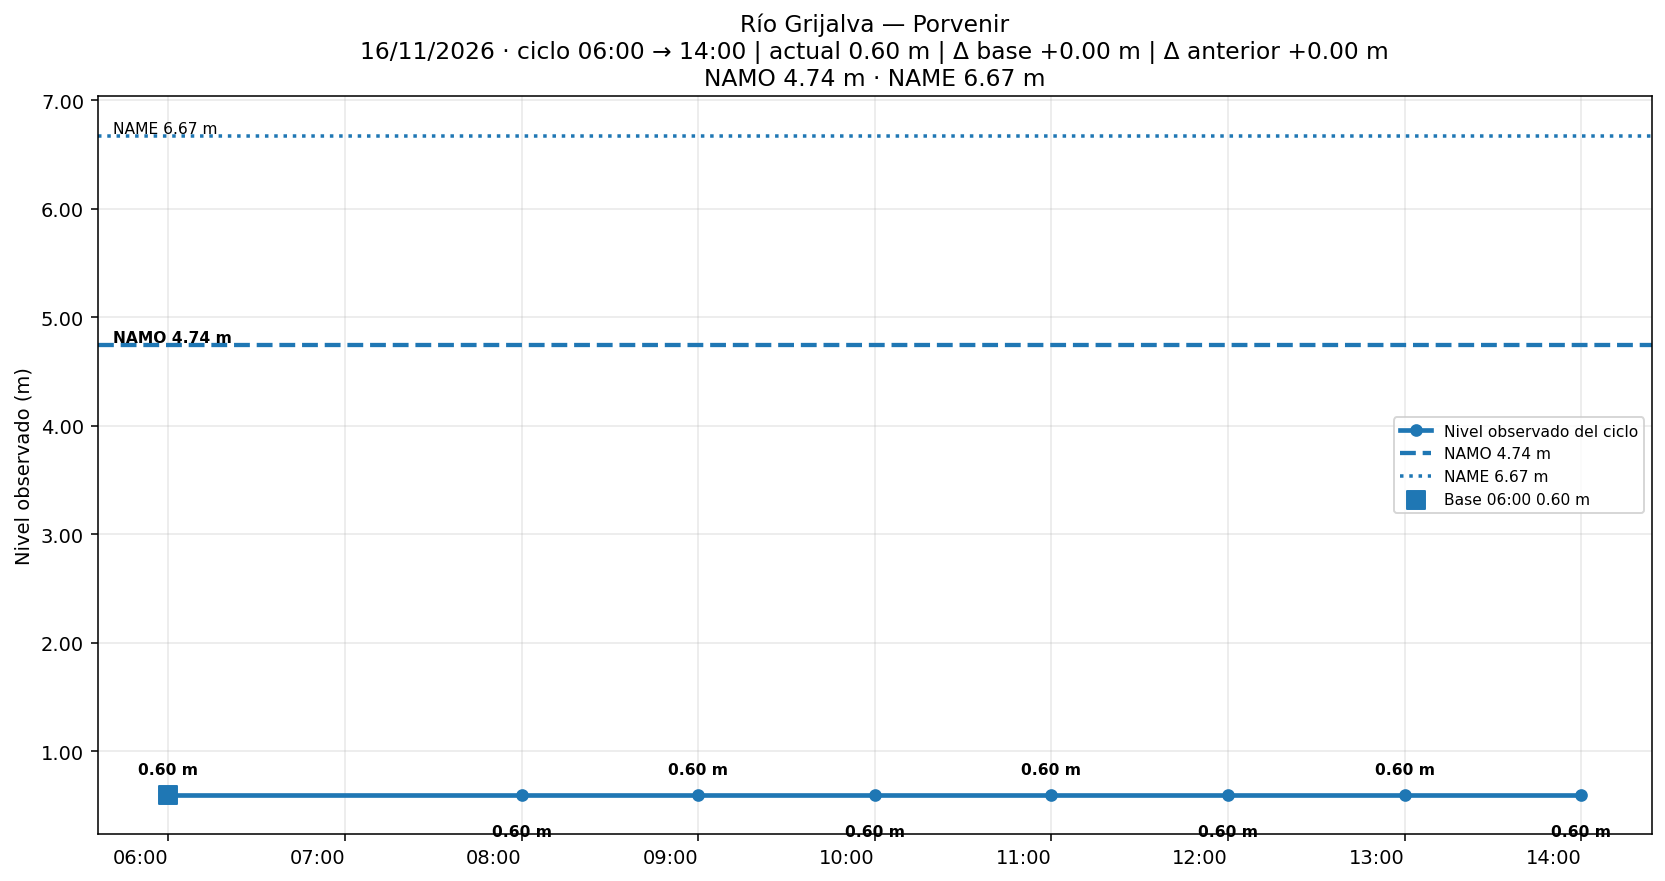 Río Grijalva — Porvenir
16/11/2026 · ciclo 06:00 → 14:00 | actual 0.60 m | Δ base +0.00 m | Δ anterior +0.00 m
NAMO 4.74 m · NAME 6.67 m
7.00
NAME 6.67 m
6.00
5.00
NAMO 4.74 m
Nivel observado (m)
4.00
Nivel observado del ciclo
NAMO 4.74 m
NAME 6.67 m
Base 06:00 0.60 m
3.00
2.00
1.00
0.60 m 0.60 m 0.60 m 0.60 m
0.60 m 0.60 m 0.60 m 0.60 m
06:00 07:00 08:00 09:00 10:00 11:00 12:00 13:00 14:00